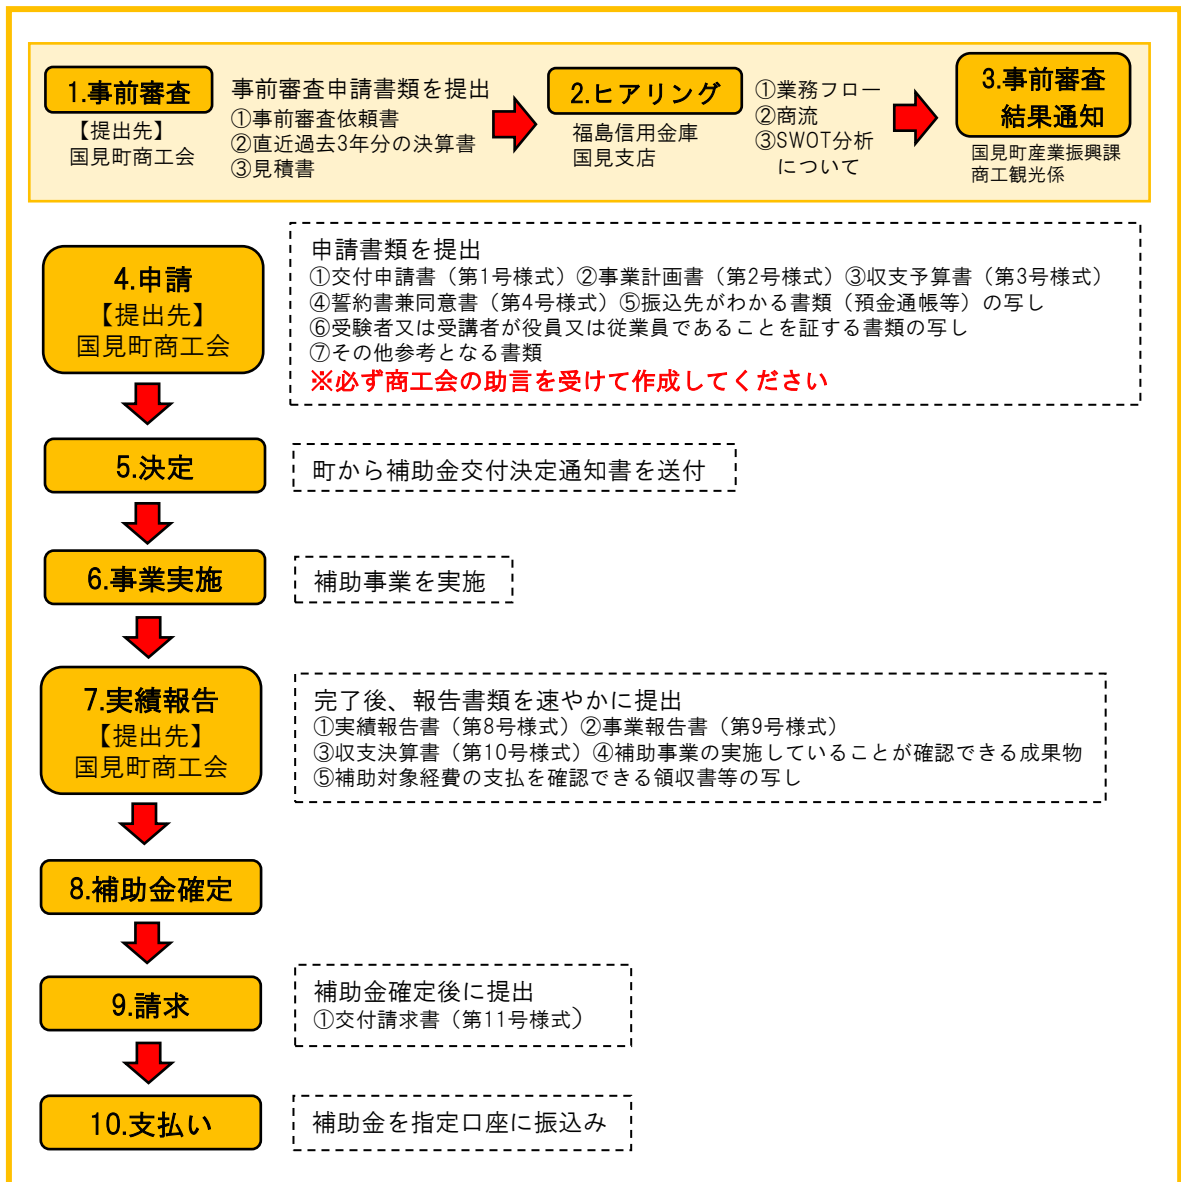 1.事前審査
【提出先】
国見町商工会
事前審査申請書類を提出
①事前審査依頼書
②直近過去3年分の決算書
③見積書
2.ヒアリング
福島信用金庫
国見支店
①業務フロー
②商流
③SWOT分析
について
3.事前審査
結果通知
国見町産業振興課
商工観光係
4.申請
【提出先】
国見町商工会
申請書類を提出
①交付申請書（第1号様式）②事業計画書（第2号様式）③収支予算書（第3号様式）
④誓約書兼同意書（第4号様式）⑤振込先がわかる書類（預金通帳等）の写し
⑥受験者又は受講者が役員又は従業員であることを証する書類の写し
⑦その他参考となる書類
※必ず商工会の助言を受けて作成してください
5.決定
町から補助金交付決定通知書を送付
6.事業実施
補助事業を実施
7.実績報告
【提出先】
国見町商工会
完了後、報告書類を速やかに提出
①実績報告書（第8号様式）②事業報告書（第9号様式）
③収支決算書（第10号様式）④補助事業の実施していることが確認できる成果物
⑤補助対象経費の支払を確認できる領収書等の写し
8.補助金確定
9.請求
補助金確定後に提出
①交付請求書（第11号様式）
10.支払い
補助金を指定口座に振込み